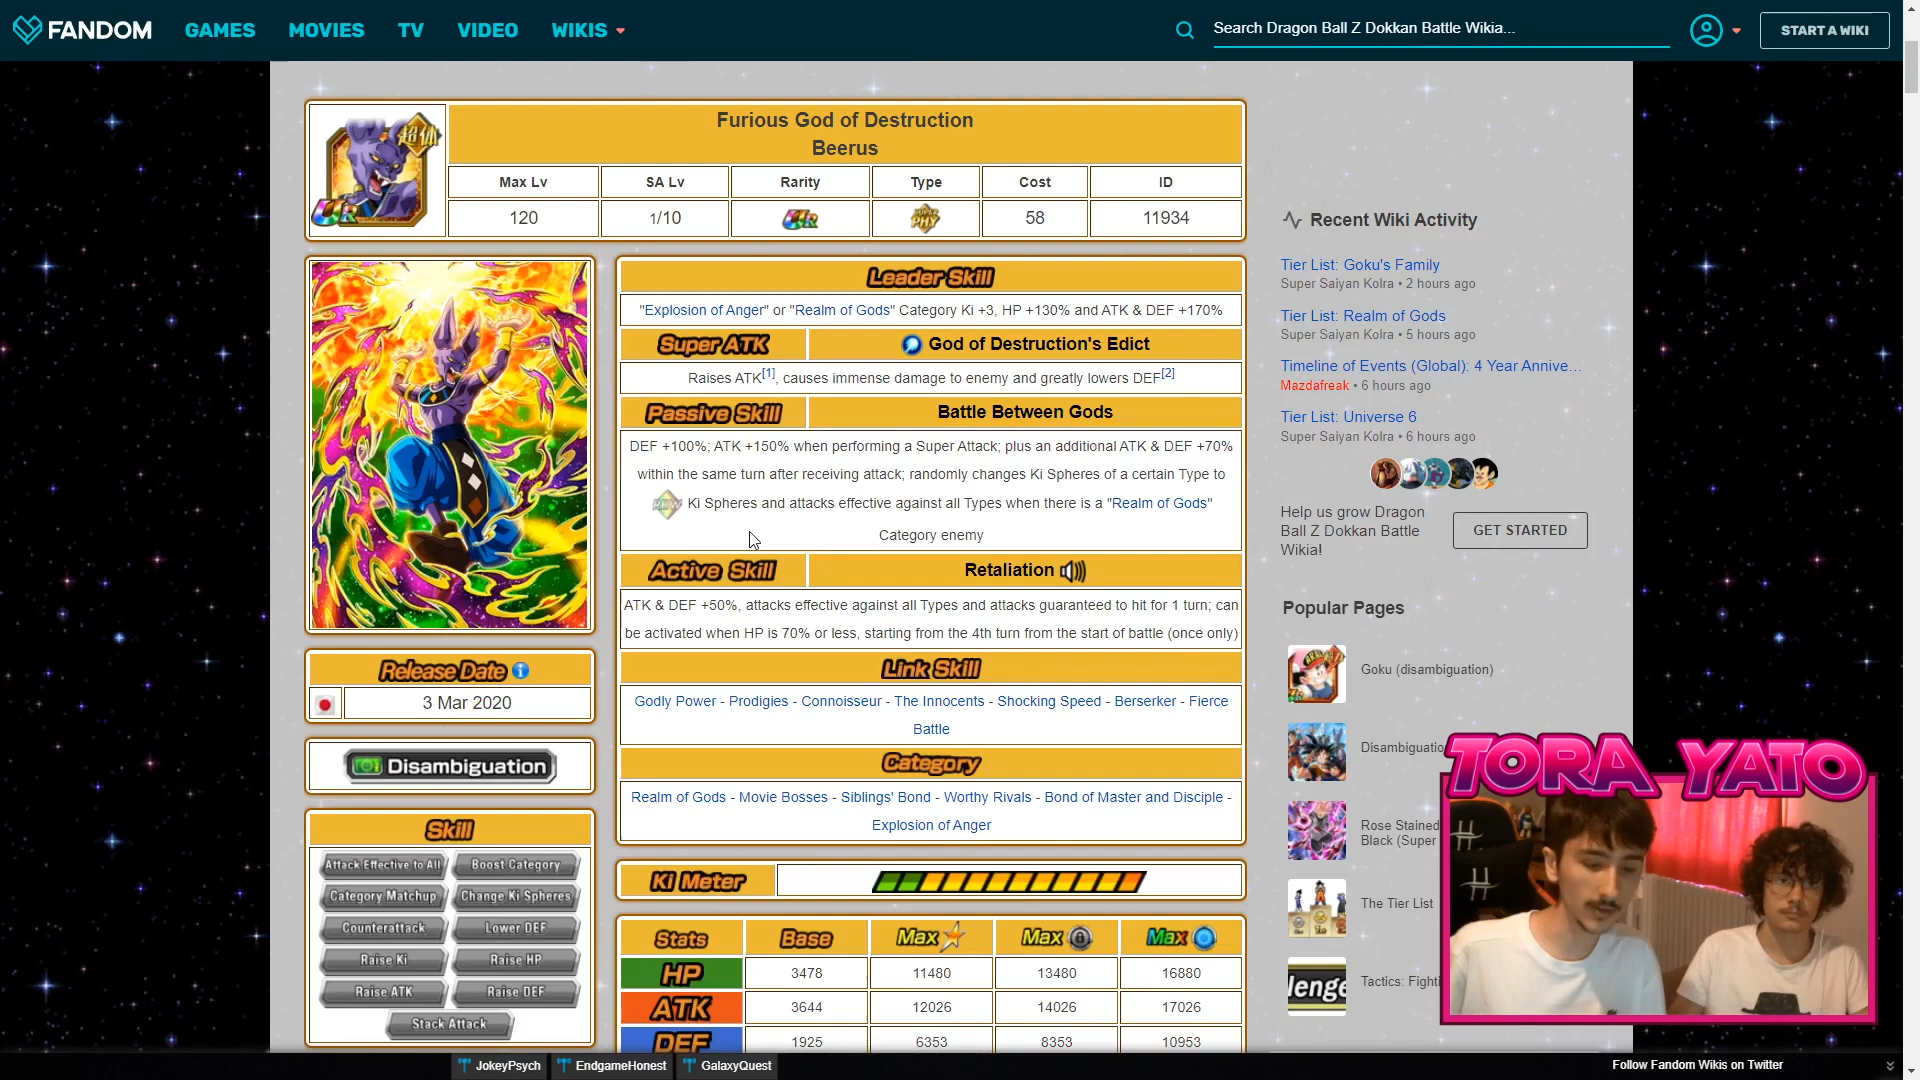 FANDOM
GAMES MOVIES TV VIDEO WIKIS
Search Dragon Ball Z Dokkan Battle Wikia...
START A WIKI
Furious God of Destruction
Beerus
超体
UR
Max Lv SA Lv Rarity Type Cost ID
120 1/10 UR SUPER PHY 58 11934
Leader Skill
"Explosion of Anger" or "Realm of Gods" Category Ki +3, HP +130% and ATK & DEF +170%
Super ATK God of Destruction's Edict
Raises ATK[1], causes immense damage to enemy and greatly lowers DEF[2]
Passive Skill Battle Between Gods
DEF +100%; ATK +150% when performing a Super Attack; plus an additional ATK & DEF +70%
within the same turn after receiving attack; randomly changes Ki Spheres of a certain Type to
Ki Spheres and attacks effective against all Types when there is a "Realm of Gods"
Category enemy
Active Skill Retaliation
ATK & DEF +50%, attacks effective against all Types and attacks guaranteed to hit for 1 turn; can
be activated when HP is 70% or less, starting from the 4th turn from the start of battle (once only)
Link Skill
Godly Power - Prodigies - Connoisseur - The Innocents - Shocking Speed - Berserker - Fierce
Battle
Category
Realm of Gods - Movie Bosses - Siblings' Bond - Worthy Rivals - Bond of Master and Disciple -
Explosion of Anger
Ki Meter
Stats Base Max Max Max
HP 3478 11480 13480 16880
ATK 3644 12026 14026 17026
DEF 1925 6353 8353 10953
Release Date
3 Mar 2020
Disambiguation
Skill
Attack Effective to All Boost Category
Category Matchup Change Ki Spheres
Counterattack Lower DEF
Raise Ki Raise HP
Raise ATK Raise DEF
Stack Attack
Recent Wiki Activity
Tier List: Goku's Family
Super Saiyan Kolra • 2 hours ago
Tier List: Realm of Gods
Super Saiyan Kolra • 5 hours ago
Timeline of Events (Global): 4 Year Annive...
Mazdafreak • 6 hours ago
Tier List: Universe 6
Super Saiyan Kolra • 6 hours ago
Help us grow Dragon
Ball Z Dokkan Battle
Wikia!
GET STARTED
Popular Pages
Goku (disambiguation)
Disambiguatio
Rose Stained
Black (Super
The Tier List
Tactics: Fighti
lenge
TORA YATO
JokeyPsych EndgameHonest GalaxyQuest
Follow Fandom Wikis on Twitter